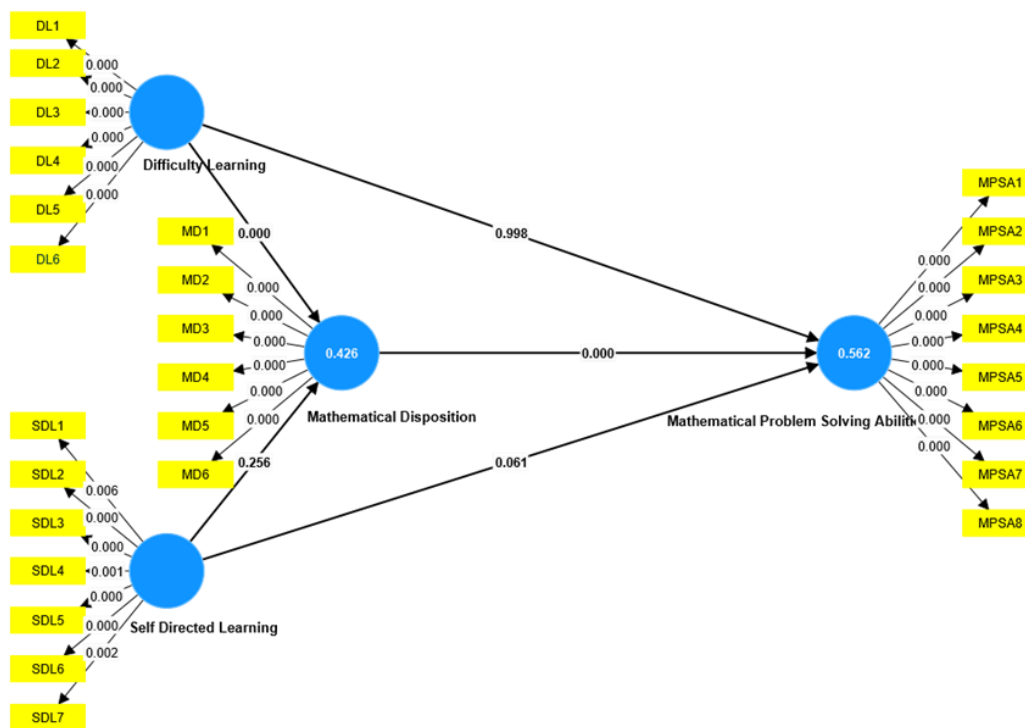 DL1
DL2
DL3
DL4
DL5
DL6
0.000
0.000
0.000
0.000
0.000
0.000
Difficulty Learning
0.000
0.998
MD1
MD2
MD3
MD4
MD5
MD6
0.000
0.000
0.000
0.000
0.000
0.000
0.426
Mathematical Disposition
0.000
0.256
0.061
SDL1
SDL2
SDL3
SDL4
SDL5
SDL6
SDL7
0.006
0.000
0.000
0.001
0.000
0.000
0.002
Self Directed Learning
0.562
Mathematical Problem Solving Abiliti
0.000
0.000
0.000
0.000
0.000
0.000
0.000
0.000
MPSA1
MPSA2
MPSA3
MPSA4
MPSA5
MPSA6
MPSA7
MPSA8